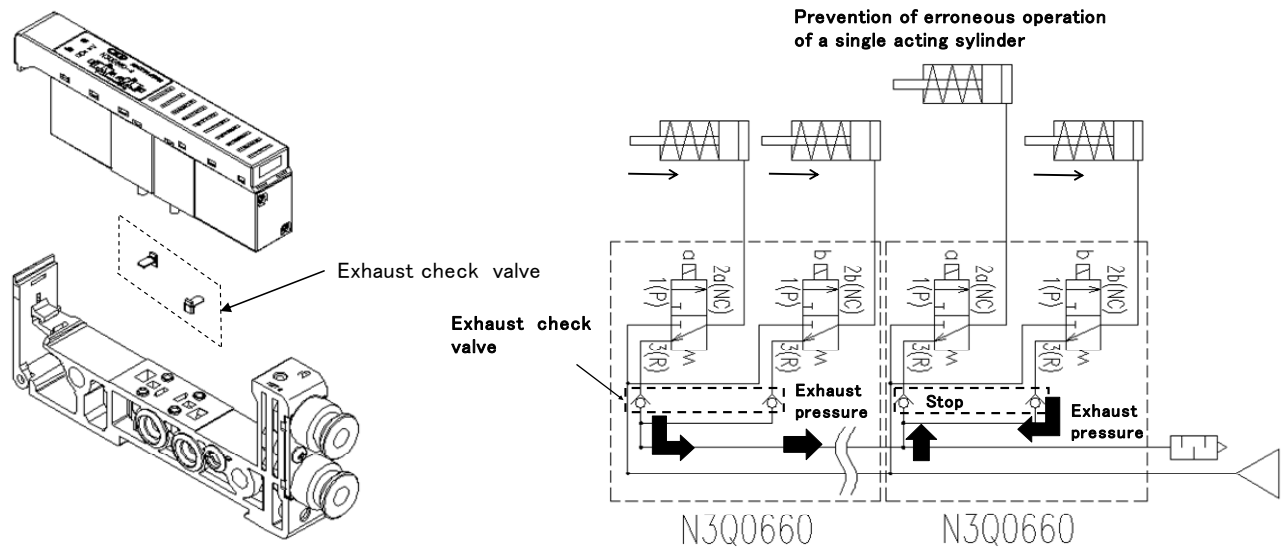 Prevention of erroneous operation
of a single acting sylinder
Exhaust check valve
Exhaust check
valve
a
1(P)
2a(NC)
3(R)
b
1(P)
2b(NC)
3(R)
a
1(P)
2a(NC)
3(R)
b
1(P)
2b(NC)
3(R)
Exhaust
pressure
Stop
Exhaust
pressure
N3Q0660
N3Q0660